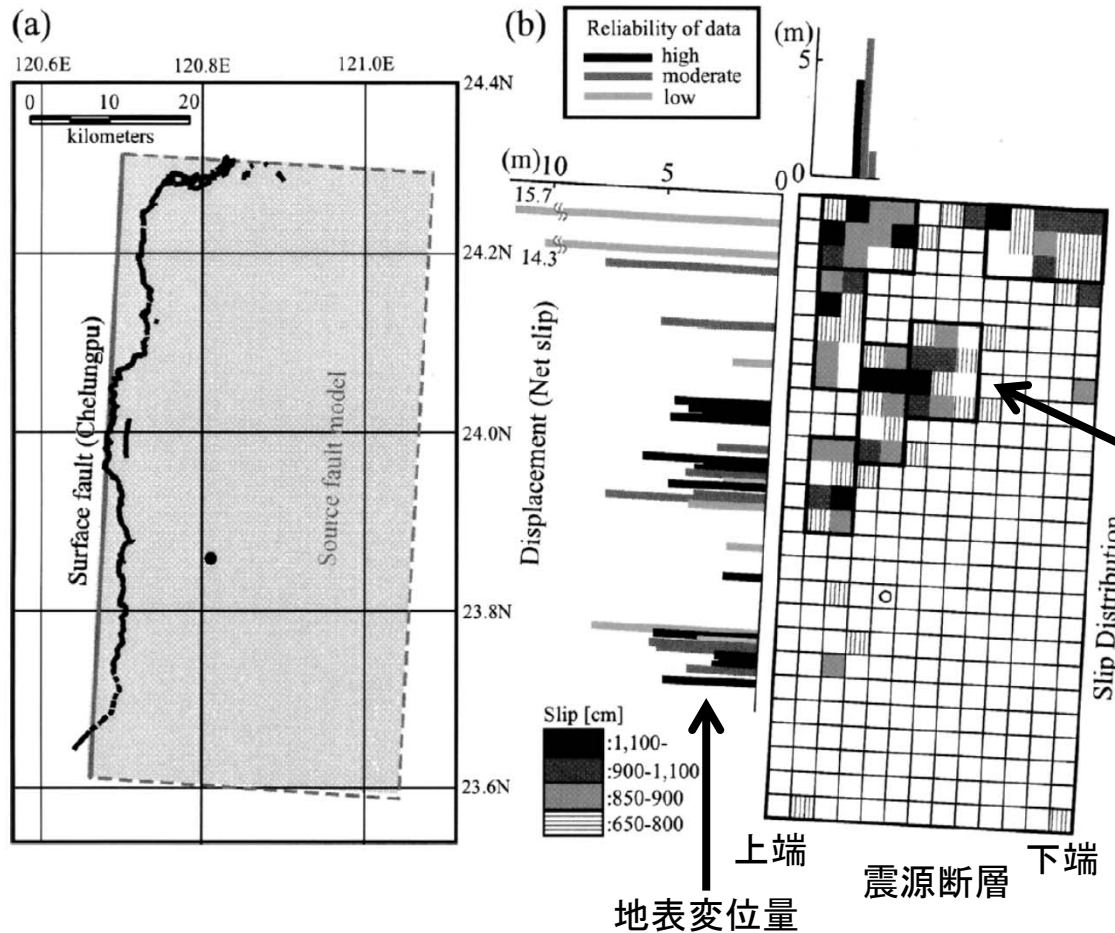 (a)
120.6E 120.8E 121.0E
24.4N
0 10 20
kilometers
24.2N
24.0N
23.8N
23.6N
Surface fault (Chelungpu)
Source fault model
(b)
Reliability of data
high
moderate
low
(m)
5
0
(m) 10 5 0
15.7
14.3
Displacement (Net slip)
Slip Distribution
Slip [cm]
:1,100-
:900-1,100
:850-900
:650-800
上端
下端
震源断層
地表変位量